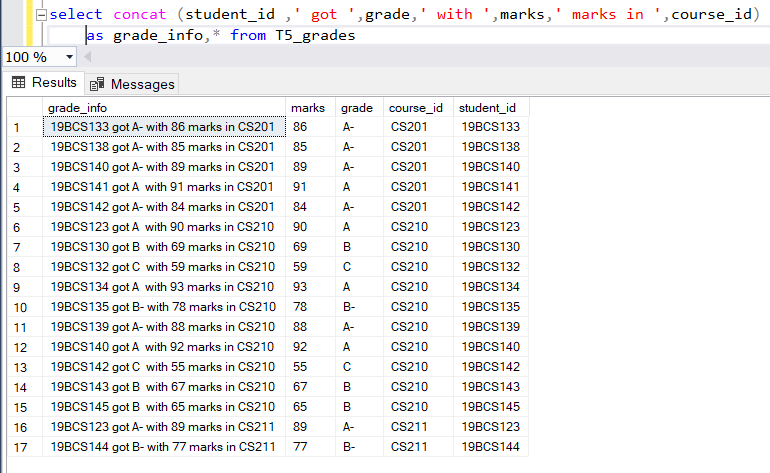 select concat (student_id ,' got ',grade,' with ',marks,' marks in ',course_id)
as grade_info,* from T5_grades
100 %
Results Messages
grade_info marks grade course_id student_id
1 19BCS133 got A- with 86 marks in CS201 86 A- CS201 19BCS133
2 19BCS138 got A- with 85 marks in CS201 85 A- CS201 19BCS138
3 19BCS140 got A- with 89 marks in CS201 89 A- CS201 19BCS140
4 19BCS141 got A  with 91 marks in CS201 91 A CS201 19BCS141
5 19BCS142 got A- with 84 marks in CS201 84 A- CS201 19BCS142
6 19BCS123 got A  with 90 marks in CS210 90 A CS210 19BCS123
7 19BCS130 got B  with 69 marks in CS210 69 B CS210 19BCS130
8 19BCS132 got C  with 59 marks in CS210 59 C CS210 19BCS132
9 19BCS134 got A  with 93 marks in CS210 93 A CS210 19BCS134
10 19BCS135 got B- with 78 marks in CS210 78 B- CS210 19BCS135
11 19BCS139 got A- with 88 marks in CS210 88 A- CS210 19BCS139
12 19BCS140 got A  with 92 marks in CS210 92 A CS210 19BCS140
13 19BCS142 got C  with 55 marks in CS210 55 C CS210 19BCS142
14 19BCS143 got B  with 67 marks in CS210 67 B CS210 19BCS143
15 19BCS145 got B  with 65 marks in CS210 65 B CS210 19BCS145
16 19BCS123 got A- with 89 marks in CS211 89 A- CS211 19BCS123
17 19BCS144 got B- with 77 marks in CS211 77 B- CS211 19BCS144